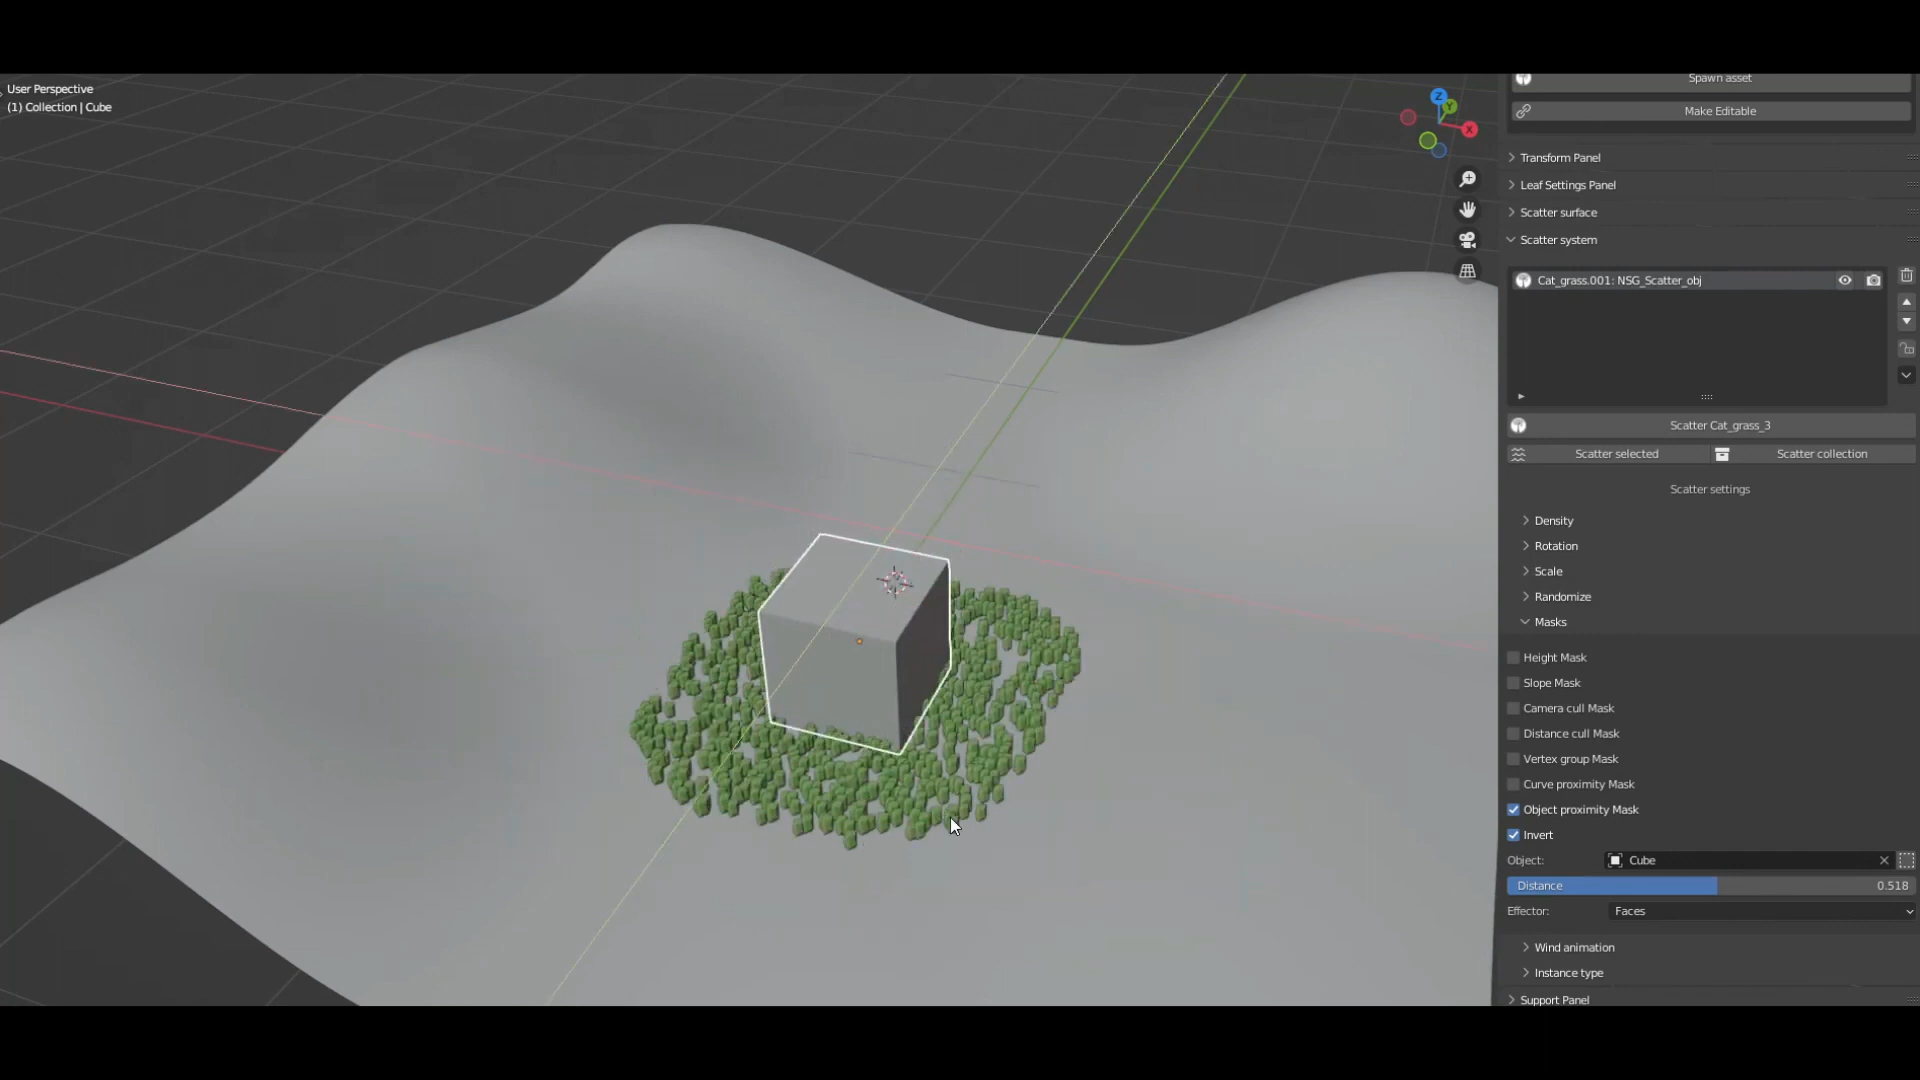 User Perspective
(1) Collection | Cube
Z
Y
X
Spawn asset
Make Editable
Transform Panel
Leaf Settings Panel
Scatter surface
Scatter system
Cat_grass.001: NSG_Scatter_obj
Scatter Cat_grass_3
Scatter selected
Scatter collection
Scatter settings
Density
Rotation
Scale
Randomize
Masks
Height Mask
Slope Mask
Camera cull Mask
Distance cull Mask
Vertex group Mask
Curve proximity Mask
Object proximity Mask
Invert
Object: Cube
Distance 0.518
Effector: Faces
Wind animation
Instance type
Support Panel